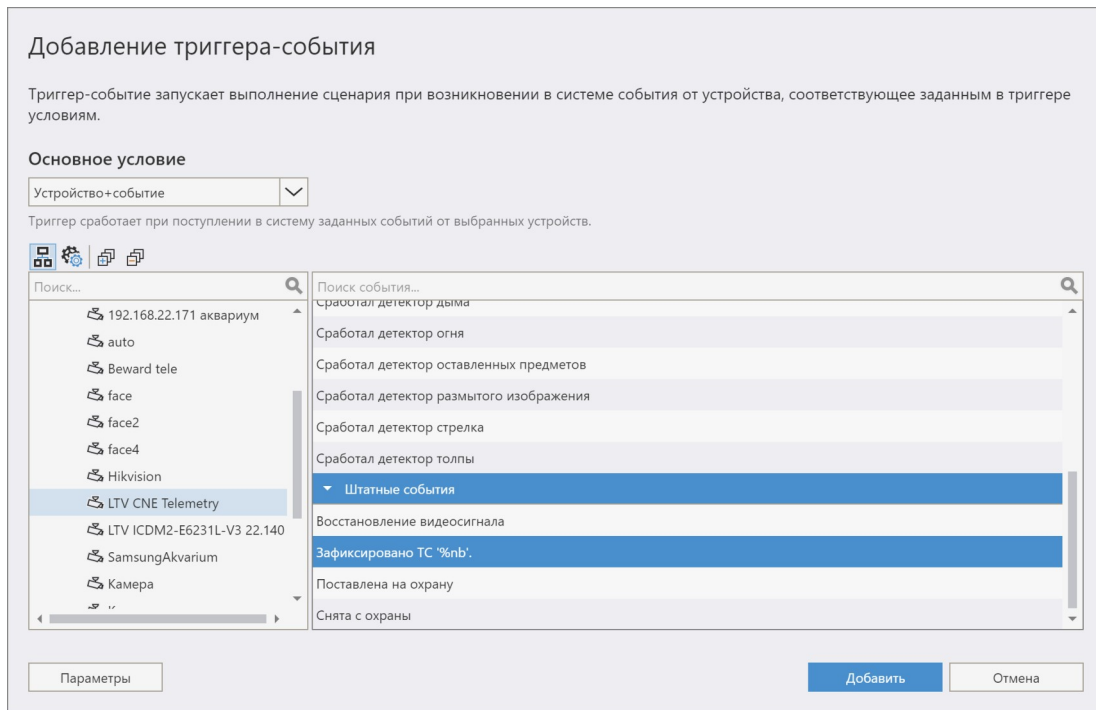 Добавление триггера-события
Триггер-событие запускает выполнение сценария при возникновении в системе события от устройства, соответствующее заданным в триггере
условиям.
Основное условие
Устройство+событие
Триггер сработает при поступлении в систему заданных событий от выбранных устройств.
Поиск...
192.168.22.171 аквариум
auto
Beward tele
face
face2
face4
Hikvision
LTV CNE Telemetry
LTV ICDM2-E6231L-V3 22.140
SamsungAkvarium
Камера
Поиск события...
Сработал детектор дыма
Сработал детектор огня
Сработал детектор оставленных предметов
Сработал детектор размытого изображения
Сработал детектор стрелка
Сработал детектор толпы
Штатные события
Восстановление видеосигнала
Зафиксировано ТС '%nb'.
Поставлена на охрану
Снята с охраны
Параметры
Добавить
Отмена